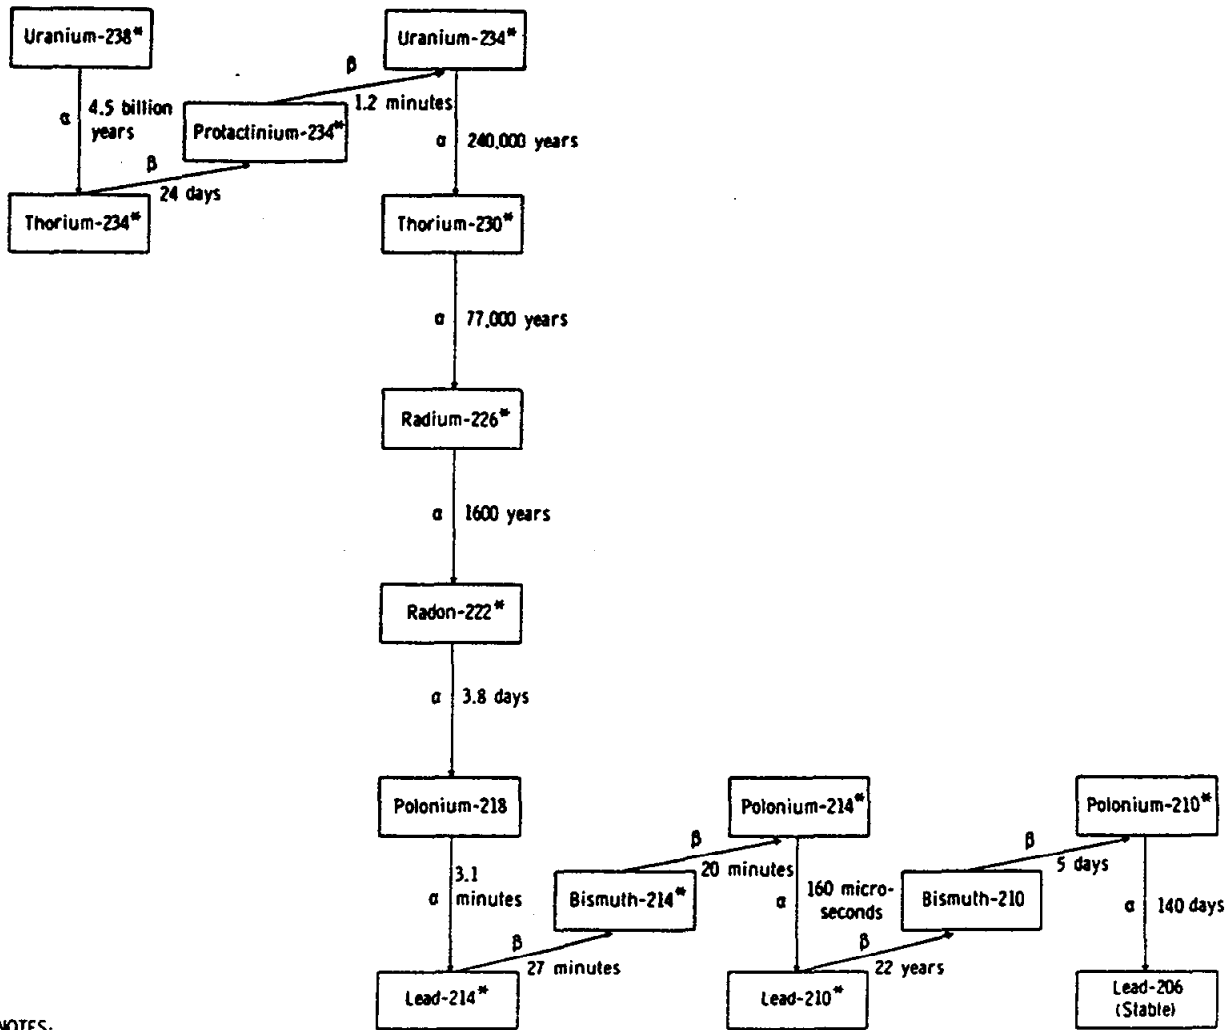 Uranium-238*
Uranium-234*
β
1.2 minutes
α
4.5 billion
years
Protactinium-234*
α
240,000 years
β
24 days
Thorium-234*
Thorium-230*
α
77,000 years
Radium-226*
α
1600 years
Radon-222*
α
3.8 days
Polonium-218
Polonium-214*
Polonium-210*
α
3.1
minutes
β
20 minutes
Bismuth-214*
α
160 micro-
seconds
β
5 days
Bismuth-210
α
140 days
β
27 minutes
β
22 years
Lead-214*
Lead-210*
Lead-206
(Stable)
NOTES: